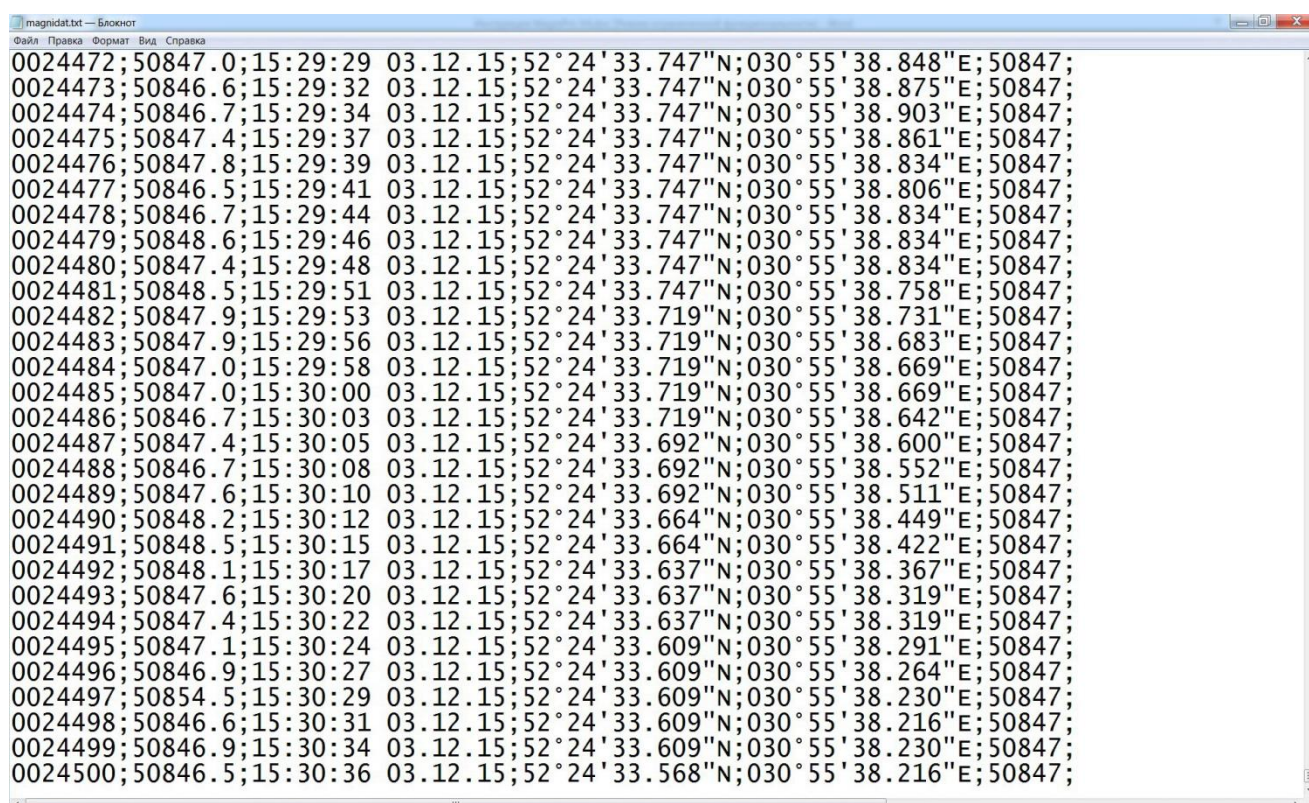 magnidat.txt — Блокнот
Файл Правка Формат Вид Справка
0024472;50847.0;15:29:29 03.12.15;52°24'33.747"N;030°55'38.848"E;50847;
0024473;50846.6;15:29:32 03.12.15;52°24'33.747"N;030°55'38.875"E;50847;
0024474;50846.7;15:29:34 03.12.15;52°24'33.747"N;030°55'38.903"E;50847;
0024475;50847.4;15:29:37 03.12.15;52°24'33.747"N;030°55'38.861"E;50847;
0024476;50847.8;15:29:39 03.12.15;52°24'33.747"N;030°55'38.834"E;50847;
0024477;50846.5;15:29:41 03.12.15;52°24'33.747"N;030°55'38.806"E;50847;
0024478;50846.7;15:29:44 03.12.15;52°24'33.747"N;030°55'38.834"E;50847;
0024479;50848.6;15:29:46 03.12.15;52°24'33.747"N;030°55'38.834"E;50847;
0024480;50847.4;15:29:48 03.12.15;52°24'33.747"N;030°55'38.834"E;50847;
0024481;50848.5;15:29:51 03.12.15;52°24'33.747"N;030°55'38.758"E;50847;
0024482;50847.9;15:29:53 03.12.15;52°24'33.719"N;030°55'38.731"E;50847;
0024483;50847.9;15:29:56 03.12.15;52°24'33.719"N;030°55'38.683"E;50847;
0024484;50847.0;15:29:58 03.12.15;52°24'33.719"N;030°55'38.669"E;50847;
0024485;50847.0;15:30:00 03.12.15;52°24'33.719"N;030°55'38.669"E;50847;
0024486;50846.7;15:30:03 03.12.15;52°24'33.719"N;030°55'38.642"E;50847;
0024487;50847.4;15:30:05 03.12.15;52°24'33.692"N;030°55'38.600"E;50847;
0024488;50846.7;15:30:08 03.12.15;52°24'33.692"N;030°55'38.552"E;50847;
0024489;50847.6;15:30:10 03.12.15;52°24'33.692"N;030°55'38.511"E;50847;
0024490;50848.2;15:30:12 03.12.15;52°24'33.664"N;030°55'38.449"E;50847;
0024491;50848.5;15:30:15 03.12.15;52°24'33.664"N;030°55'38.422"E;50847;
0024492;50848.1;15:30:17 03.12.15;52°24'33.637"N;030°55'38.367"E;50847;
0024493;50847.6;15:30:20 03.12.15;52°24'33.637"N;030°55'38.319"E;50847;
0024494;50847.4;15:30:22 03.12.15;52°24'33.637"N;030°55'38.319"E;50847;
0024495;50847.1;15:30:24 03.12.15;52°24'33.609"N;030°55'38.291"E;50847;
0024496;50846.9;15:30:27 03.12.15;52°24'33.609"N;030°55'38.264"E;50847;
0024497;50854.5;15:30:29 03.12.15;52°24'33.609"N;030°55'38.230"E;50847;
0024498;50846.6;15:30:31 03.12.15;52°24'33.609"N;030°55'38.216"E;50847;
0024499;50846.9;15:30:34 03.12.15;52°24'33.609"N;030°55'38.230"E;50847;
0024500;50846.5;15:30:36 03.12.15;52°24'33.568"N;030°55'38.216"E;50847;